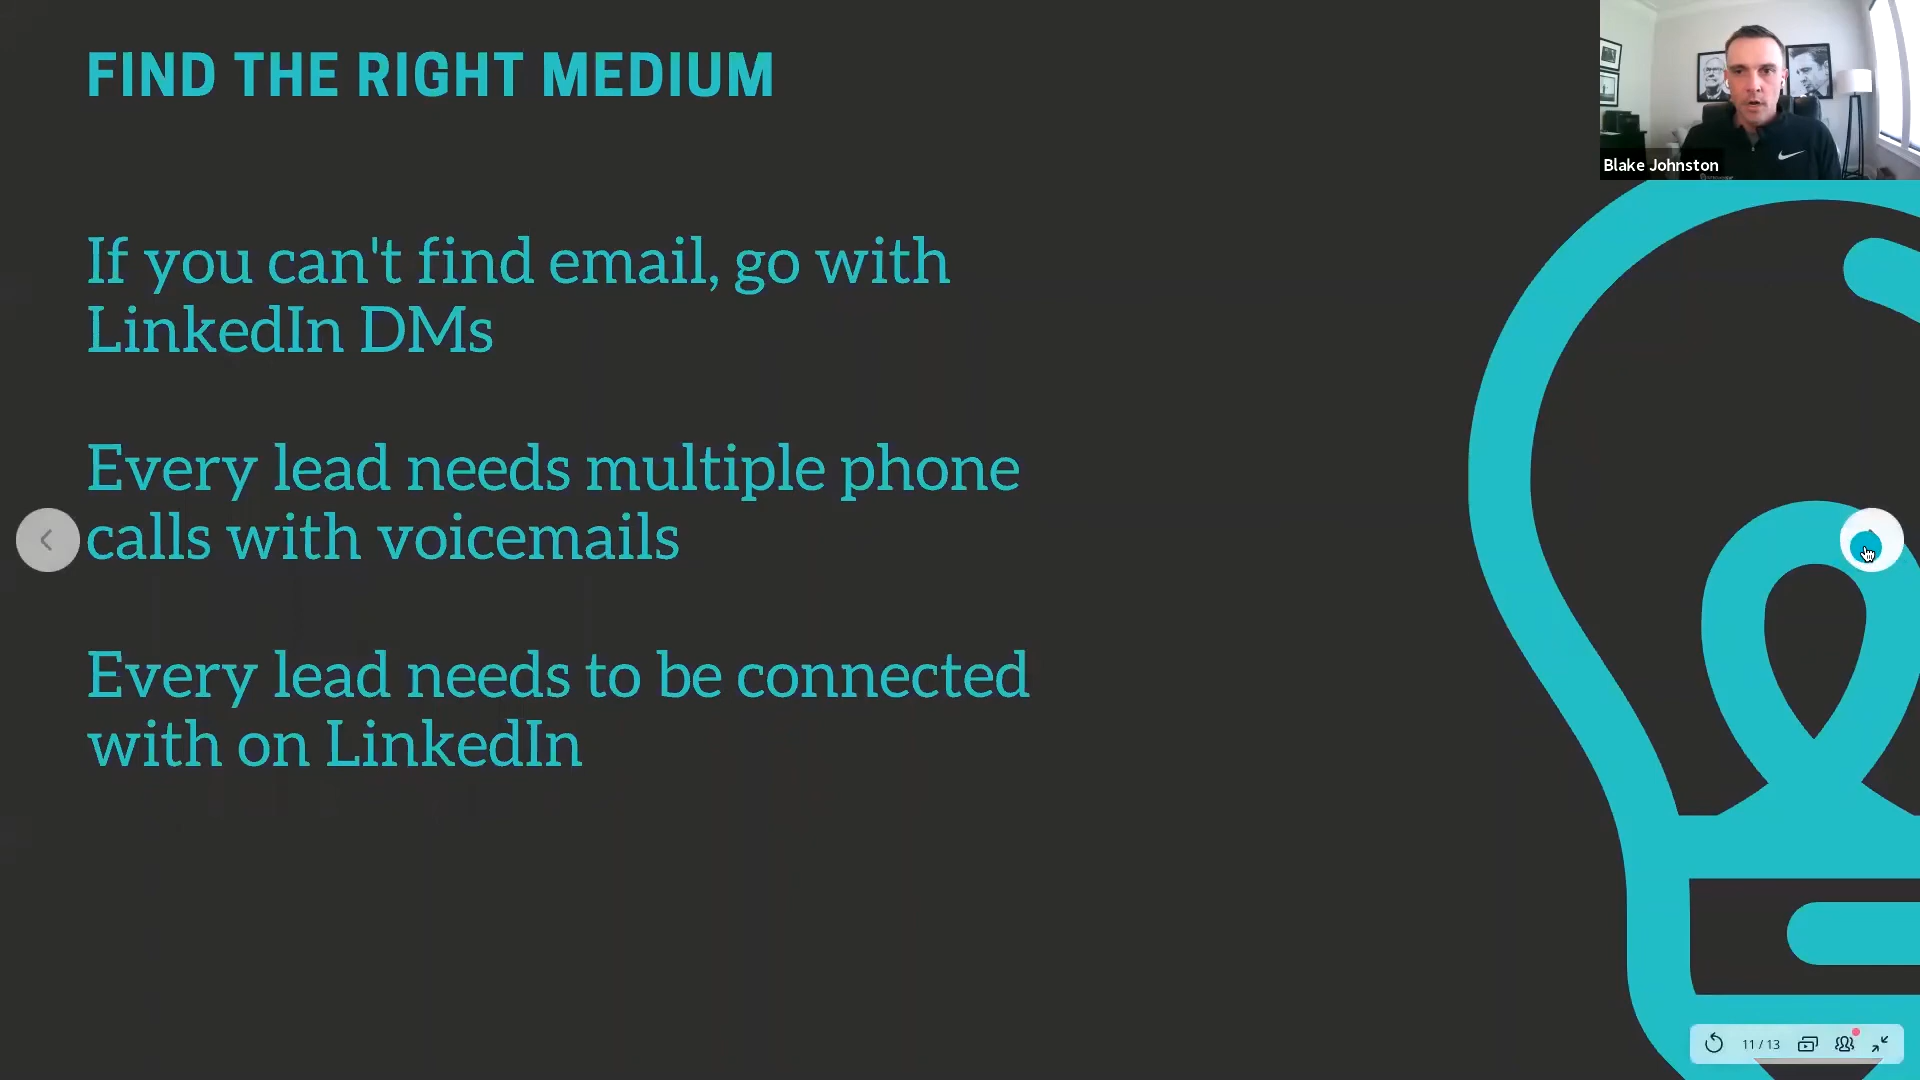 FIND THE RIGHT MEDIUM
Blake Johnston
If you can't find email, go with
LinkedIn DMs
Every lead needs multiple phone
calls with voicemails
Every lead needs to be connected
with on LinkedIn
11 / 13